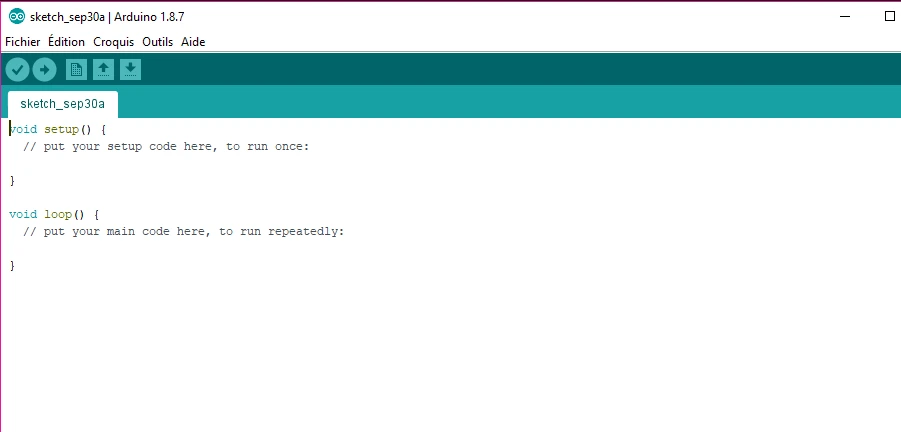 sketch_sep30a | Arduino 1.8.7
Fichier Édition Croquis Outils Aide
sketch_sep30a
void setup() {
  // put your setup code here, to run once:
}
void loop() {
  // put your main code here, to run repeatedly:
}